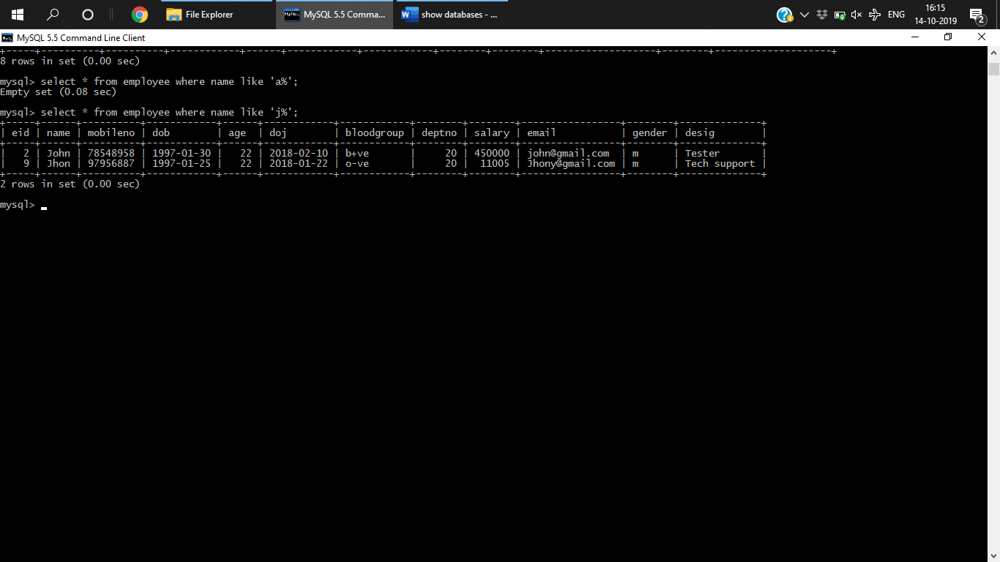 File Explorer
MySQL 5.5 Comma...
show databases - ...
ENG
16:15
14-10-2019
2
MySQL 5.5 Command Line Client
+-----+----------+----------+------------+------+------------+------------+--------+--------+-------------------+--------+--------------------+
8 rows in set (0.00 sec)
mysql> select * from employee where name like 'a%';
Empty set (0.08 sec)
mysql> select * from employee where name like 'j%';
+-----+------+----------+------------+------+------------+------------+--------+--------+-----------------+--------+--------------+
| eid | name | mobileno | dob        | age  | doj        | bloodgroup | deptno | salary | email           | gender | desig        |
+-----+------+----------+------------+------+------------+------------+--------+--------+-----------------+--------+--------------+
|   2 | John | 78548958 | 1997-01-30 |   22 | 2018-02-10 | b+ve       |     20 | 450000 | john@gmail.com  | m      | Tester       |
|   9 | Jhon | 97956887 | 1997-01-25 |   22 | 2018-01-22 | o-ve       |     20 |  11005 | Jhony@gmail.com | m      | Tech support |
+-----+------+----------+------------+------+------------+------------+--------+--------+-----------------+--------+--------------+
2 rows in set (0.00 sec)
mysql>